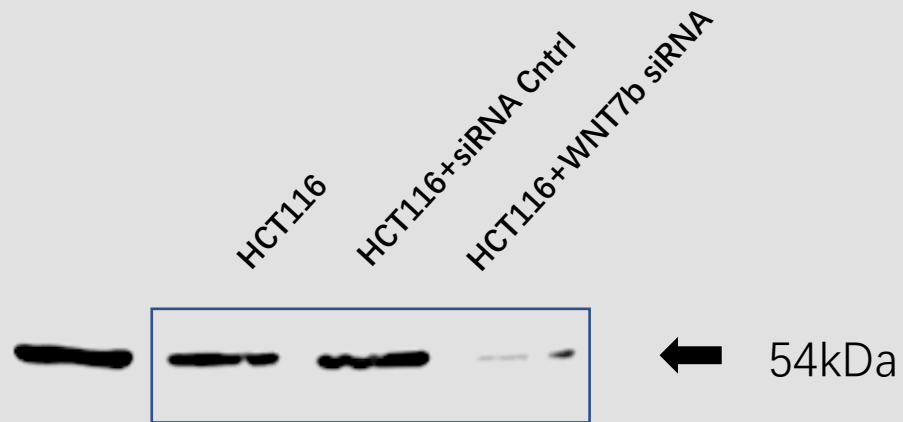 HCT116
HCT116+siRNA Cntrl
HCT116+WNT7b siRNA
54kDa